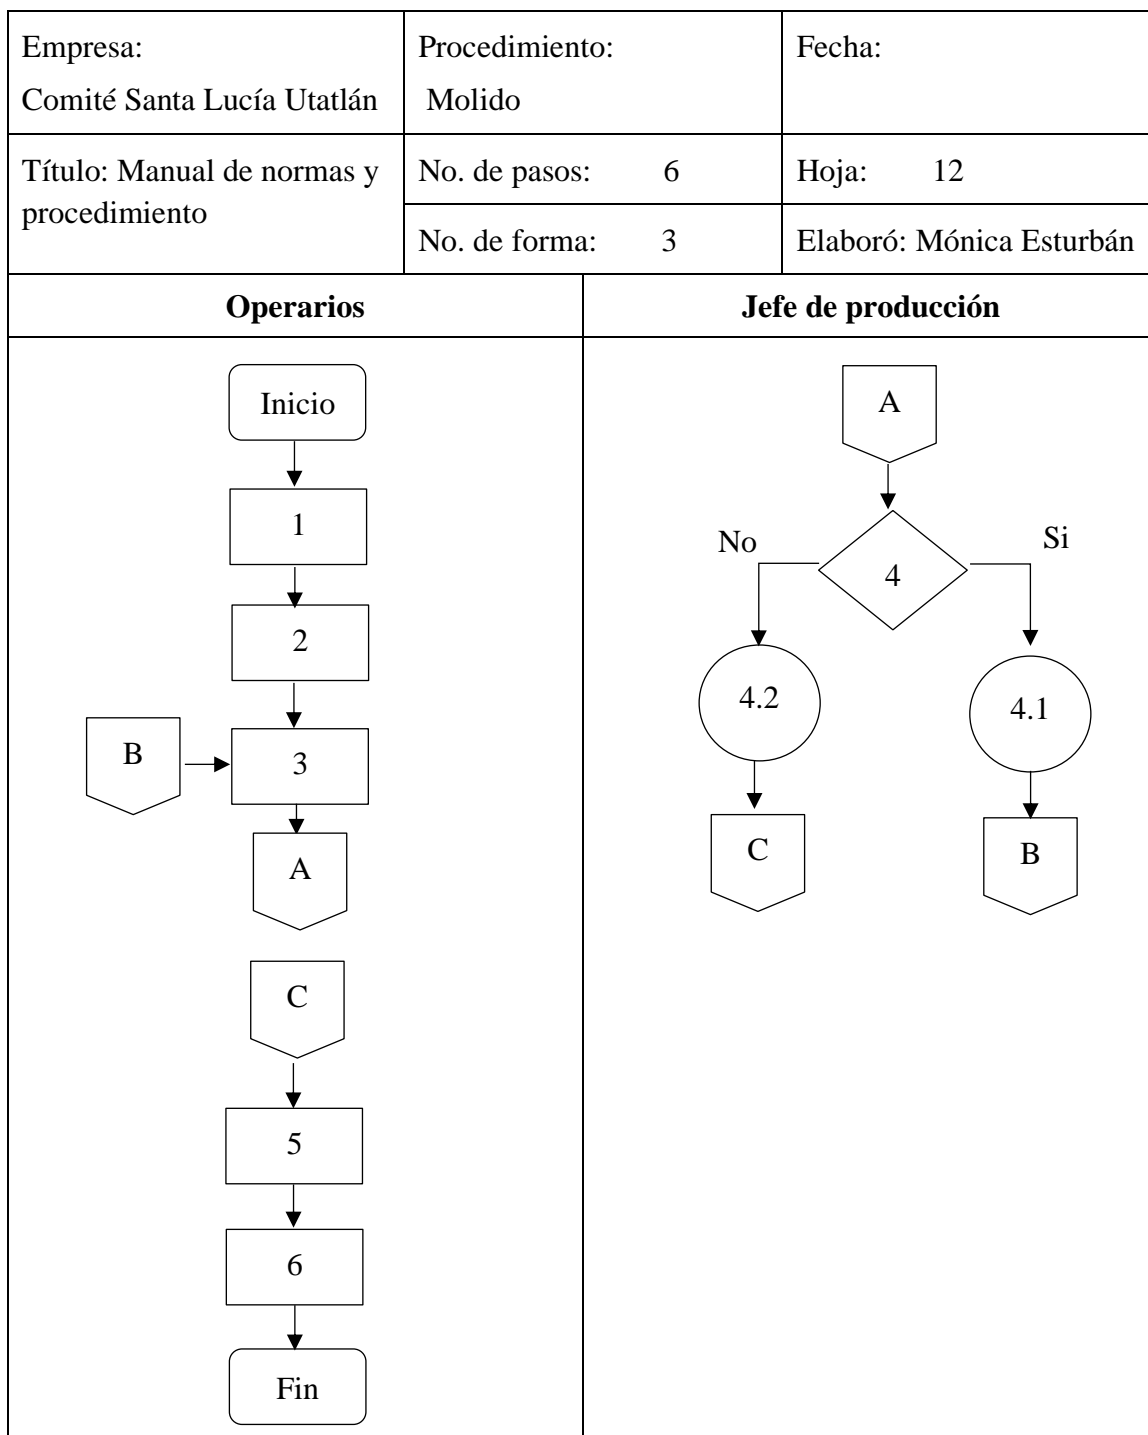 Empresa:
Comité Santa Lucía Utatlán
Procedimiento:
Molido
Fecha:
Título: Manual de normas y
procedimiento
No. de pasos: 6
Hoja: 12
No. de forma: 3
Elaboró: Mónica Esturbán
Operarios
Inicio
1
2
B
3
A
C
5
6
Fin
Jefe de producción
A
No
Si
4
4.2
4.1
C
B